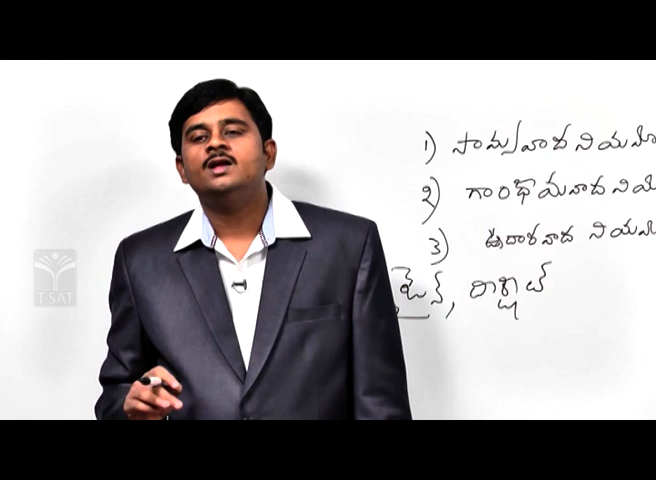 T-SAT
1) సామ్యవాద నియమ
2) గాంధేయవాద నియ
3) ఉదారవాద నియమ
జైన్,